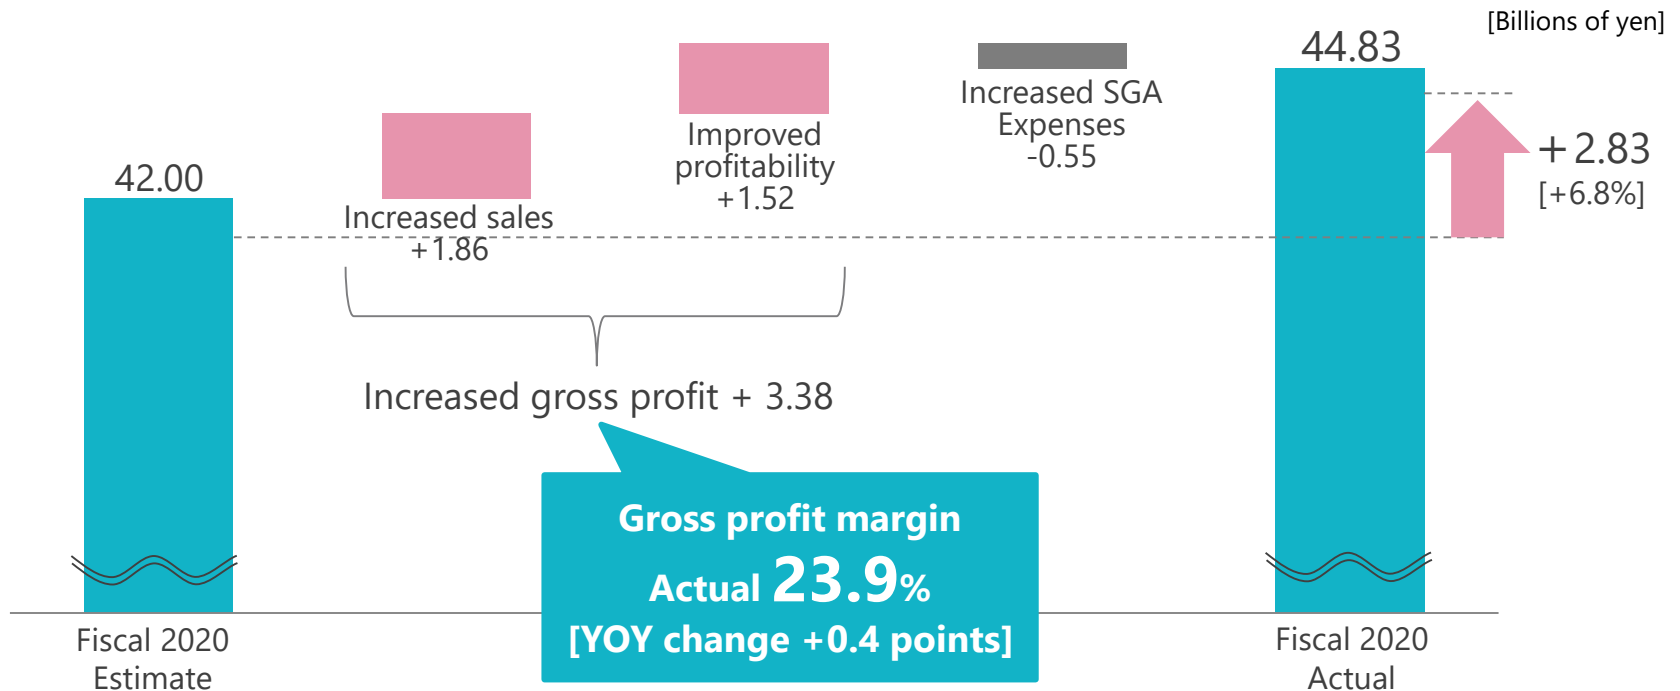 [Billions of yen]
42.00
Increased sales
+1.86
Improved
profitability
+1.52
Increased SGA
Expenses
-0.55
44.83
+2.83
[+6.8%]
Increased gross profit + 3.38
Gross profit margin
Actual 23.9%
[YOY change +0.4 points]
Fiscal 2020
Estimate
Fiscal 2020
Actual